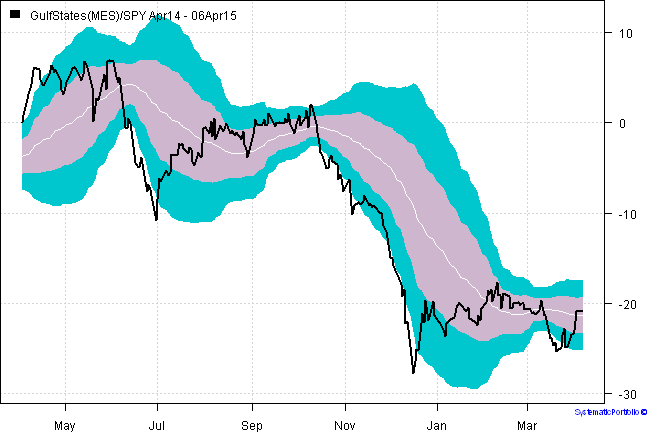 GulfStates(MES)/SPY Apr14 - 06Apr15
10
0
-10
-20
-30
May Jul Sep Nov Jan Mar
SystematicPortfolio ©